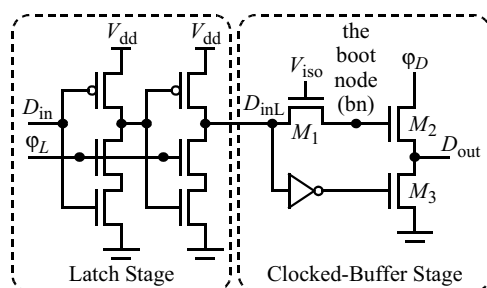 V_dd V_dd
the
boot
node
(bn)
φ_D
V_iso
D_in
D_inL
M_1
M_2
φ_L
D_out
M_3
Latch Stage
Clocked-Buffer Stage